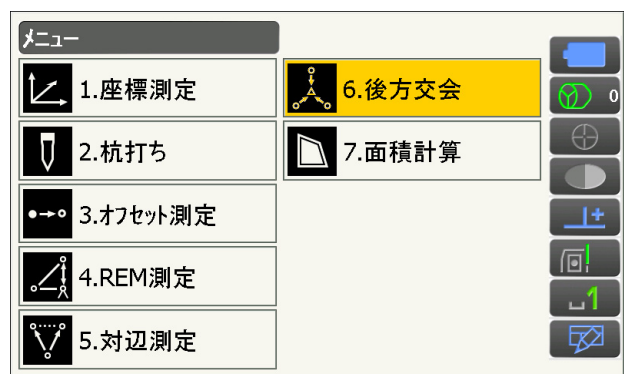 メニュー
1.座標測定
2.杭打ち
3.オフセット測定
4.REM測定
5.対辺測定
6.後方交会
7.面積計算
0
1